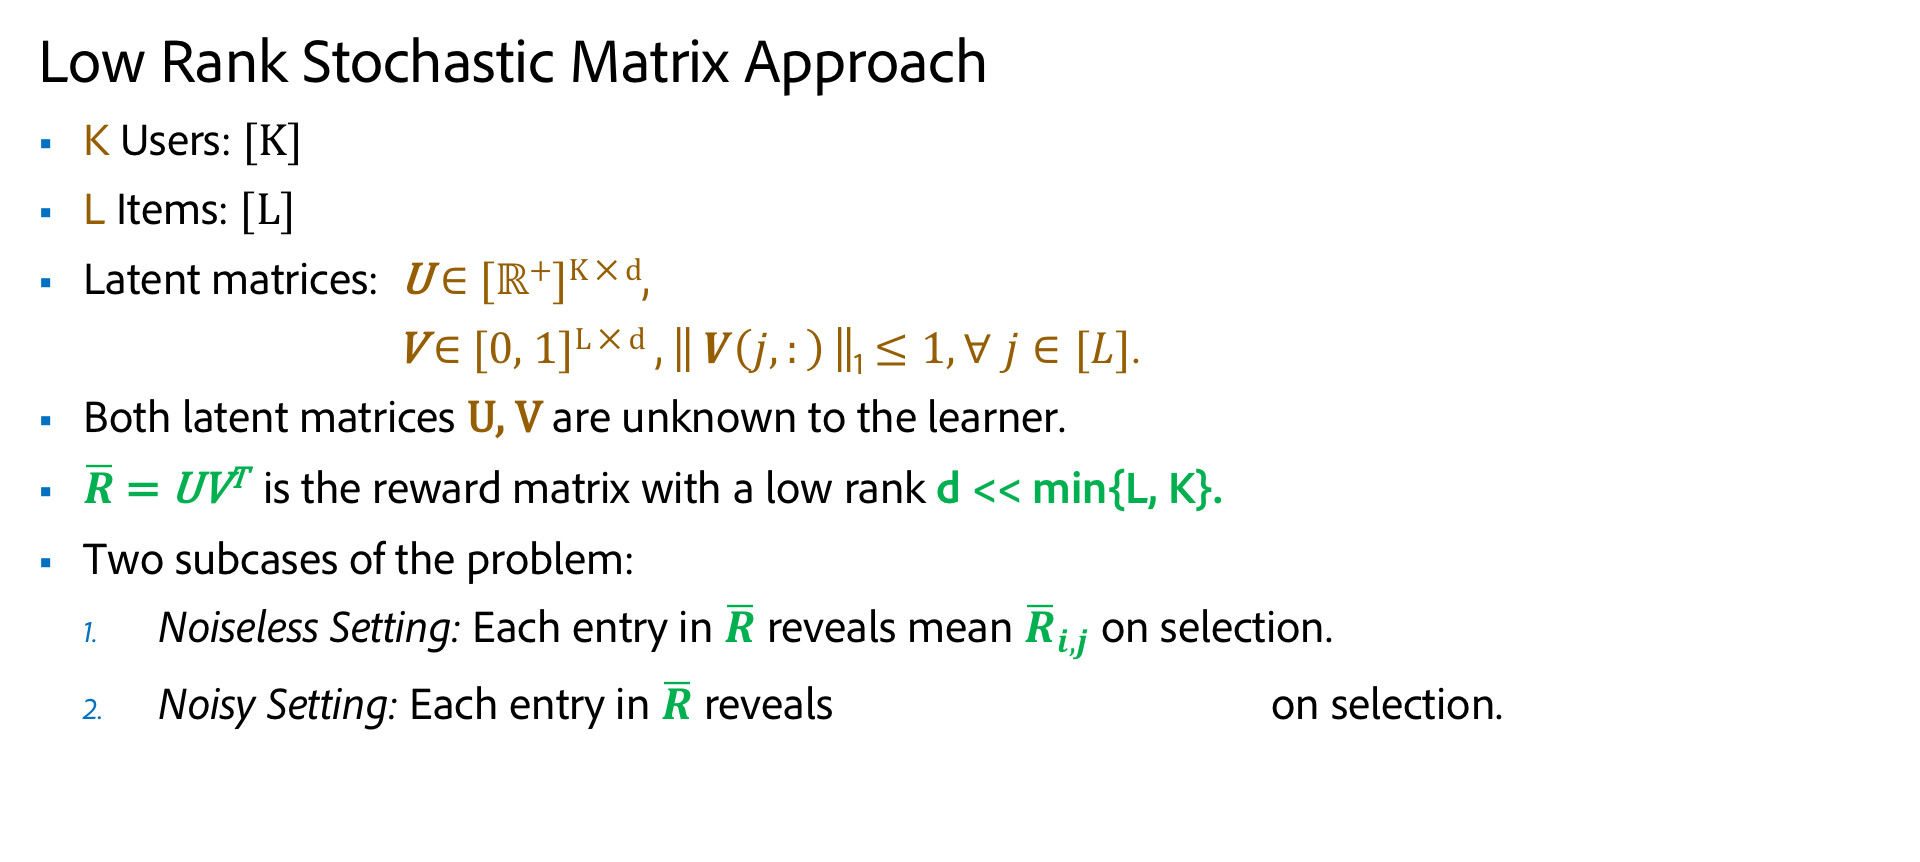 Low Rank Stochastic Matrix Approach
▪ K Users: [K]
▪ L Items: [L]
▪ Latent matrices: U ∈ [ℝ⁺]^{K × d},
V ∈ [0, 1]^{L × d} , ‖ V(j, : ) ‖₁ ≤ 1, ∀ j ∈ [L].
▪ Both latent matrices U, V are unknown to the learner.
▪ R̅ = UVᵀ is the reward matrix with a low rank d << min{L, K}.
▪ Two subcases of the problem:
1. Noiseless Setting: Each entry in R̅ reveals mean R̅_{i,j} on selection.
2. Noisy Setting: Each entry in R̅ reveals on selection.